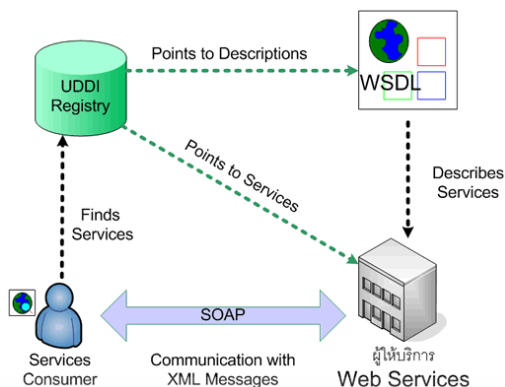 UDDI
Registry
Points to Descriptions
WSDL
Points to Services
Describes
Services
Finds
Services
SOAP
Services
Consumer
Communication with
XML Messages
ผู้ให้บริการ
Web Services